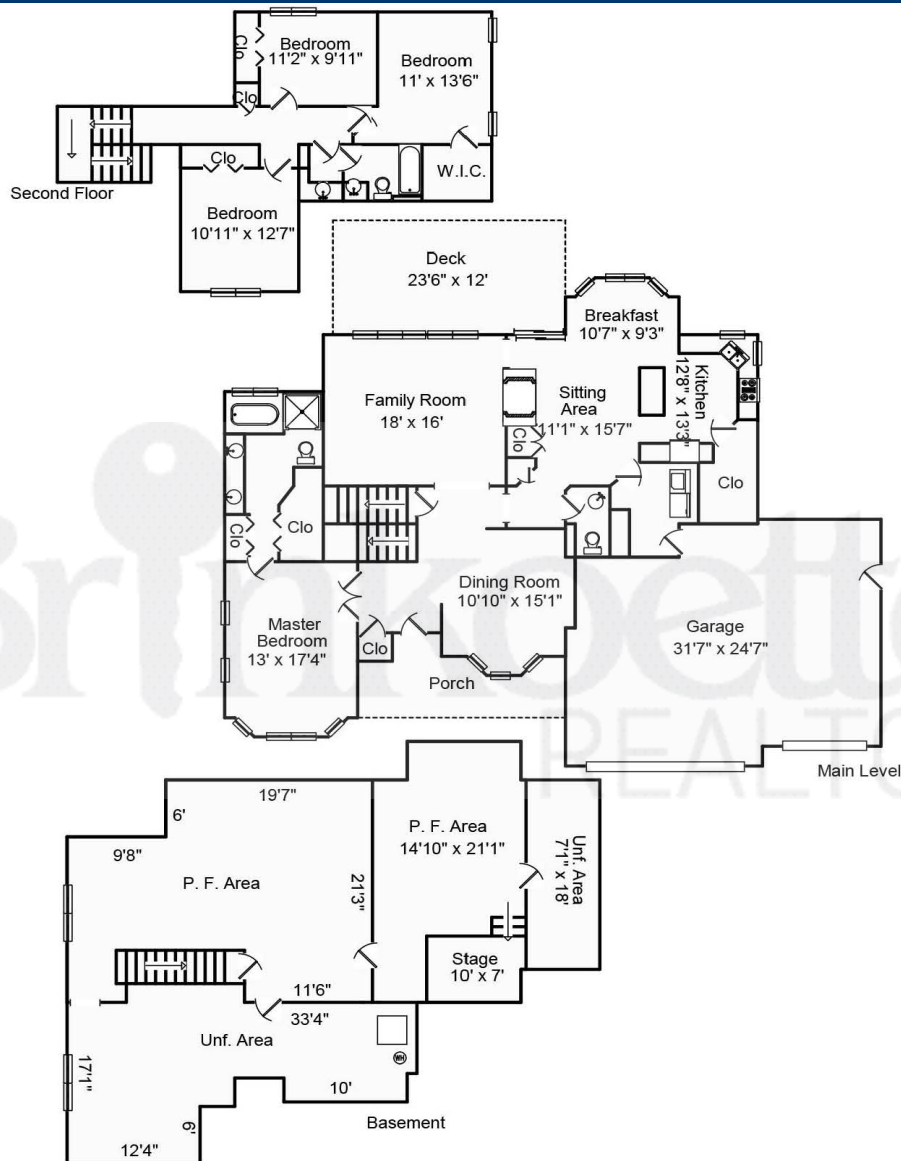 Clo
Bedroom
11'2" x 9'11"
Bedroom
11' x 13'6"
Clo
Clo
W.I.C.
Second Floor
Bedroom
10'11" x 12'7"
Deck
23'6" x 12'
Breakfast
10'7" x 9'3"
Kitchen
12'8" x 13'3"
Family Room
18' x 16'
Sitting
Area
11'1" x 15'7"
Clo
Clo
Clo
Clo
Dining Room
10'10" x 15'1"
Master
Bedroom
13' x 17'4"
Clo
Garage
31'7" x 24'7"
Porch
Main Level
Brinkoette
REALTO
19'7"
6'
9'8"
P. F. Area
21'3"
P. F. Area
14'10" x 21'1"
Unf. Area
7'1" x 18'
Stage
10' x 7'
11'6"
33'4"
Unf. Area
WH
17'1"
10'
6'
12'4"
Basement